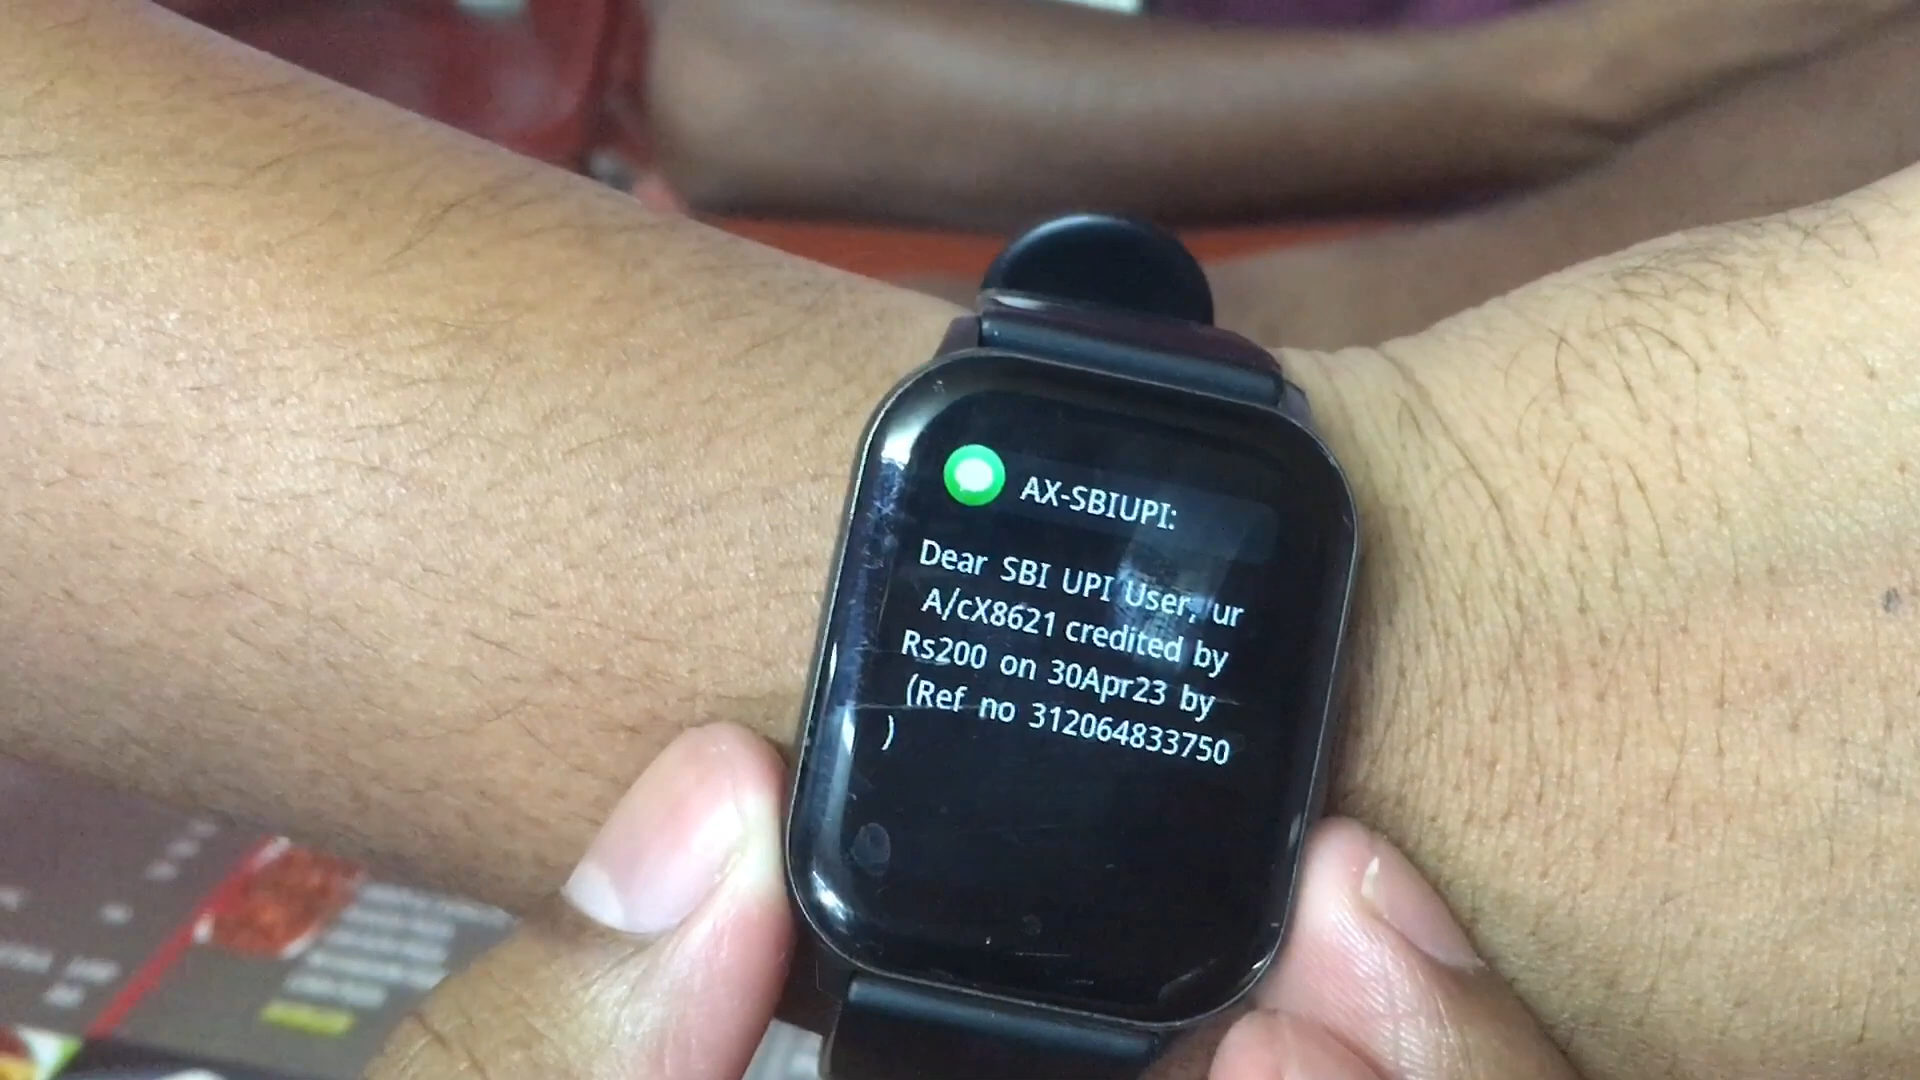 AX-SBIUPI:
Dear SBI UPI User, ur
A/cX8621 credited by
Rs200 on 30Apr23 by
(Ref no 312064833750
)